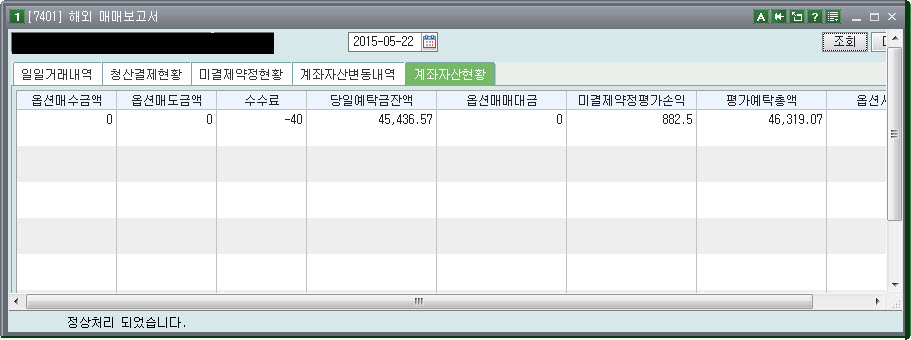 1 [7401] 해외 매매보고서 A ?
2015-05-22 조회
일일거래내역 청산결제현황 미결제약정현황 계좌자산변동내역 계좌자산현황
옵션매수금액 옵션매도금액 수수료 당일예탁금잔액 옵션매매대금 미결제약정평가손익 평가예탁총액 옵션
0 0 -40 45,436.57 0 882.5 46,319.07
정상처리 되었습니다.